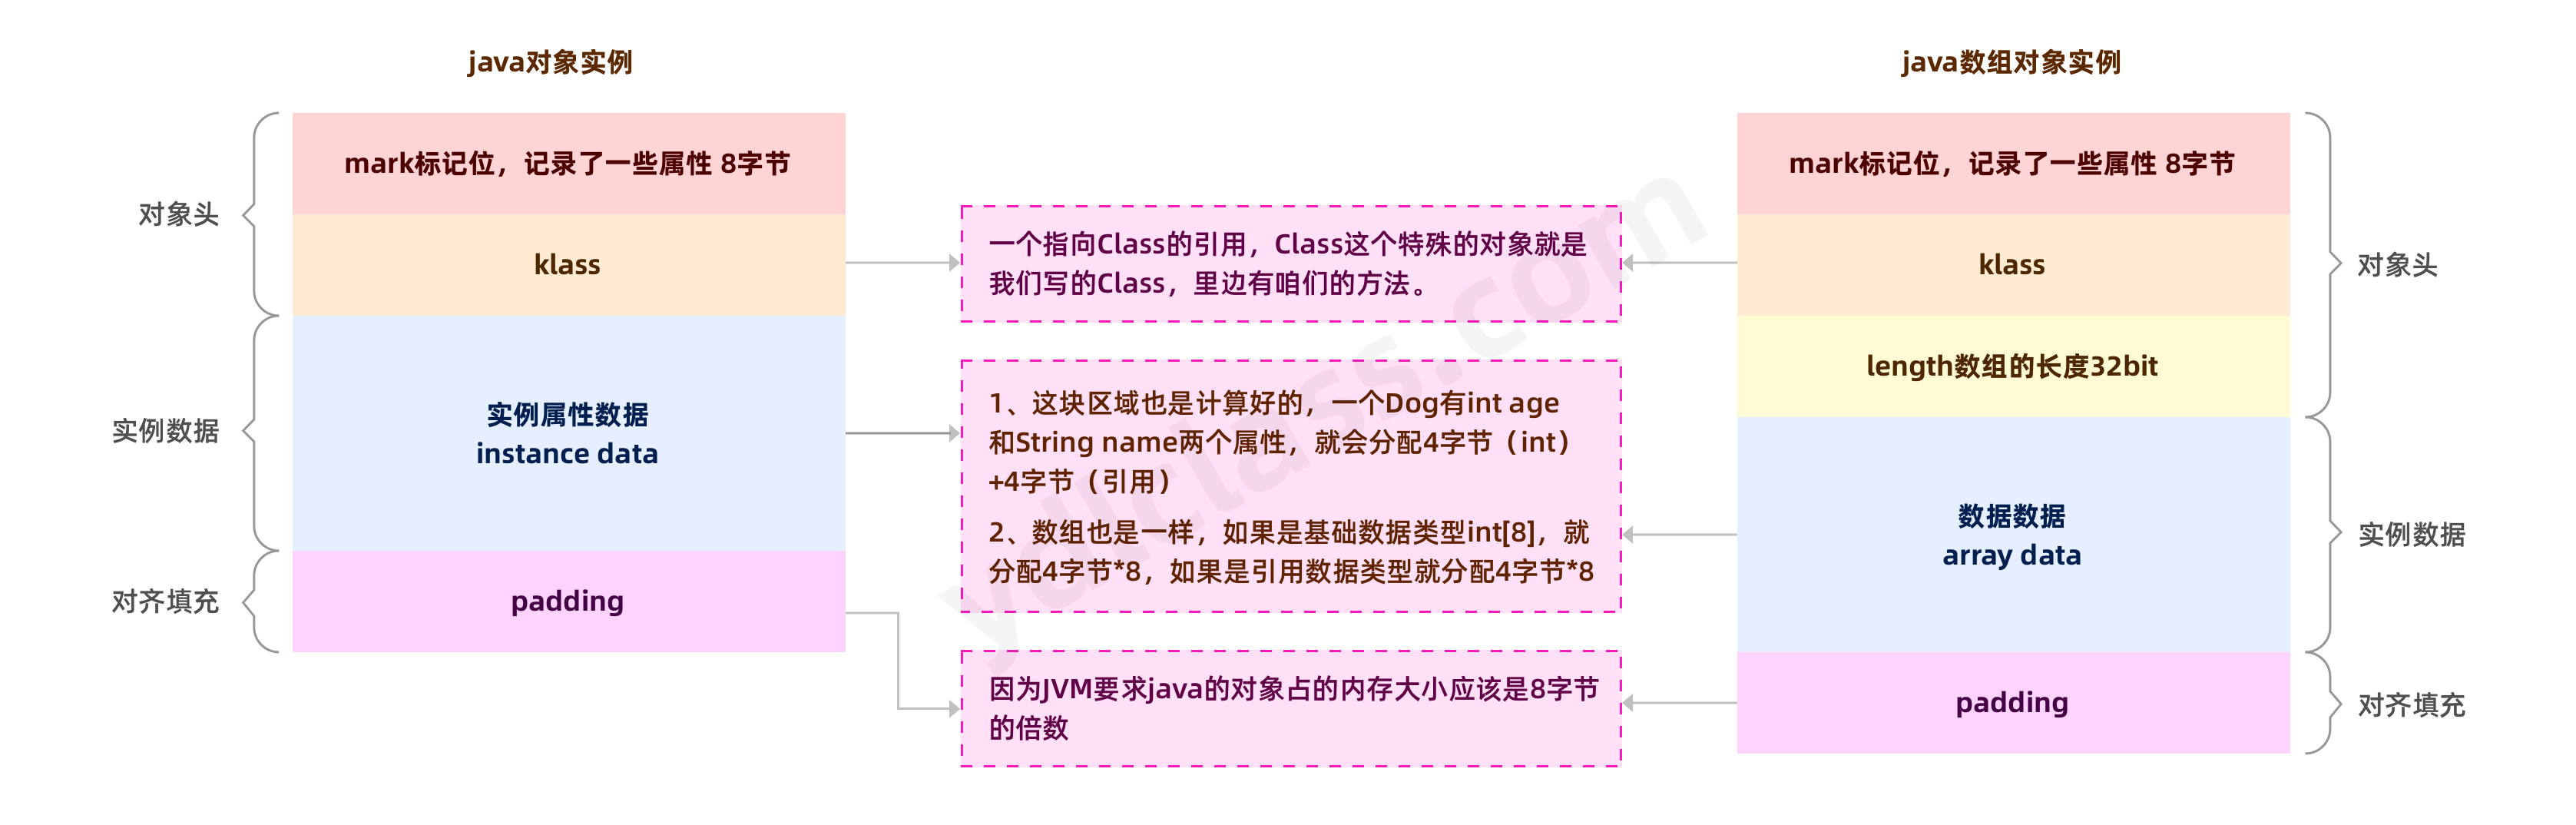 java对象实例
对象头
实例数据
对齐填充
mark标记位，记录了一些属性 8字节
klass
实例属性数据
instance data
padding
一个指向Class的引用，Class这个特殊的对象就是
我们写的Class，里边有咱们的方法。
1、这块区域也是计算好的，一个Dog有int age
和String name两个属性，就会分配4字节（int）
+4字节（引用）
2、数组也是一样，如果是基础数据类型int[8]，就
分配4字节*8，如果是引用数据类型就分配4字节*8
因为JVM要求java的对象占的内存大小应该是8字节
的倍数
java数组对象实例
mark标记位，记录了一些属性 8字节
klass
length数组的长度32bit
数据数据
array data
padding
对象头
实例数据
对齐填充
ydlclass.com